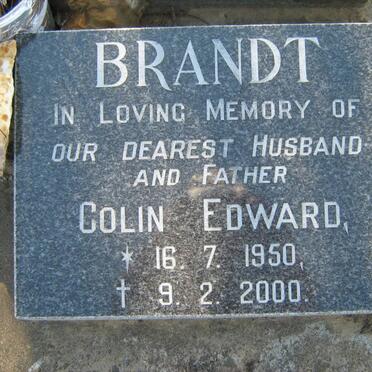 BRANDT
IN LOVING MEMORY OF
OUR DEAREST HUSBAND
AND FATHER
COLIN EDWARD,
* 16. 7. 1950,
† 9. 2. 2000.